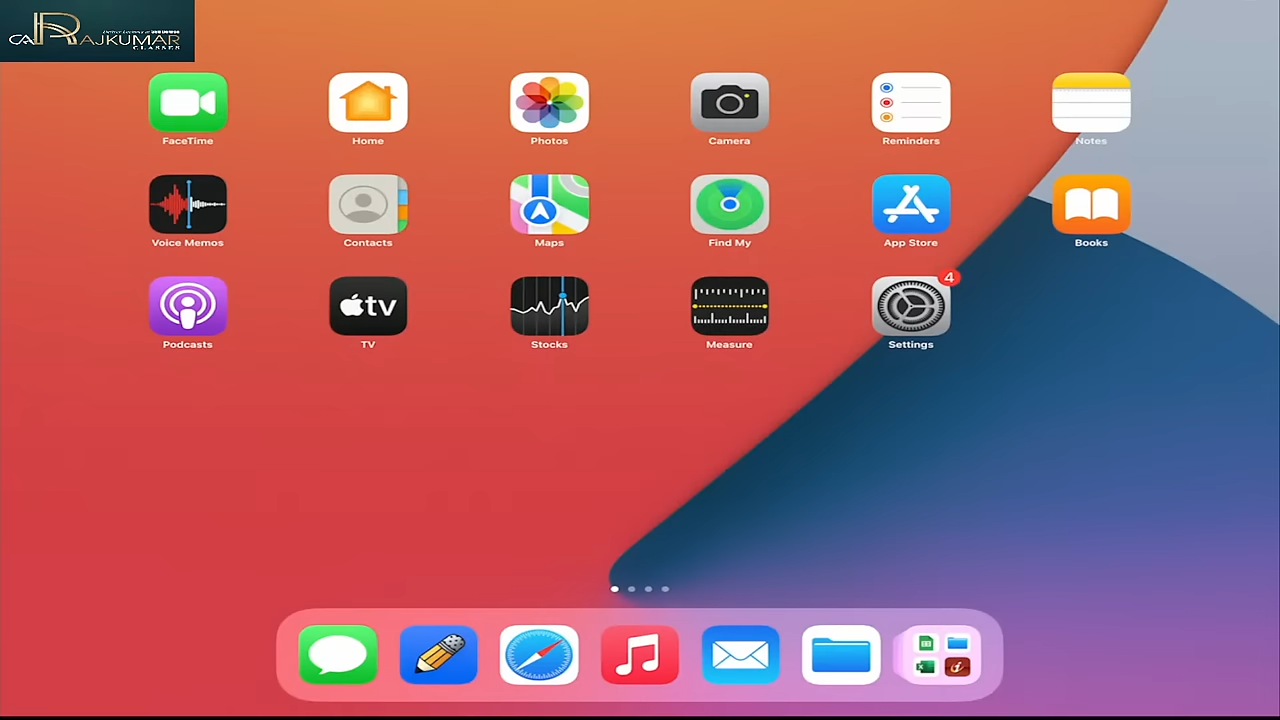 CA RAJKUMAR
CLASSES
FaceTime
Home
Photos
Camera
Reminders
Notes
Voice Memos
Contacts
Maps
Find My
App Store
Books
tv
4
Podcasts
TV
Stocks
Measure
Settings